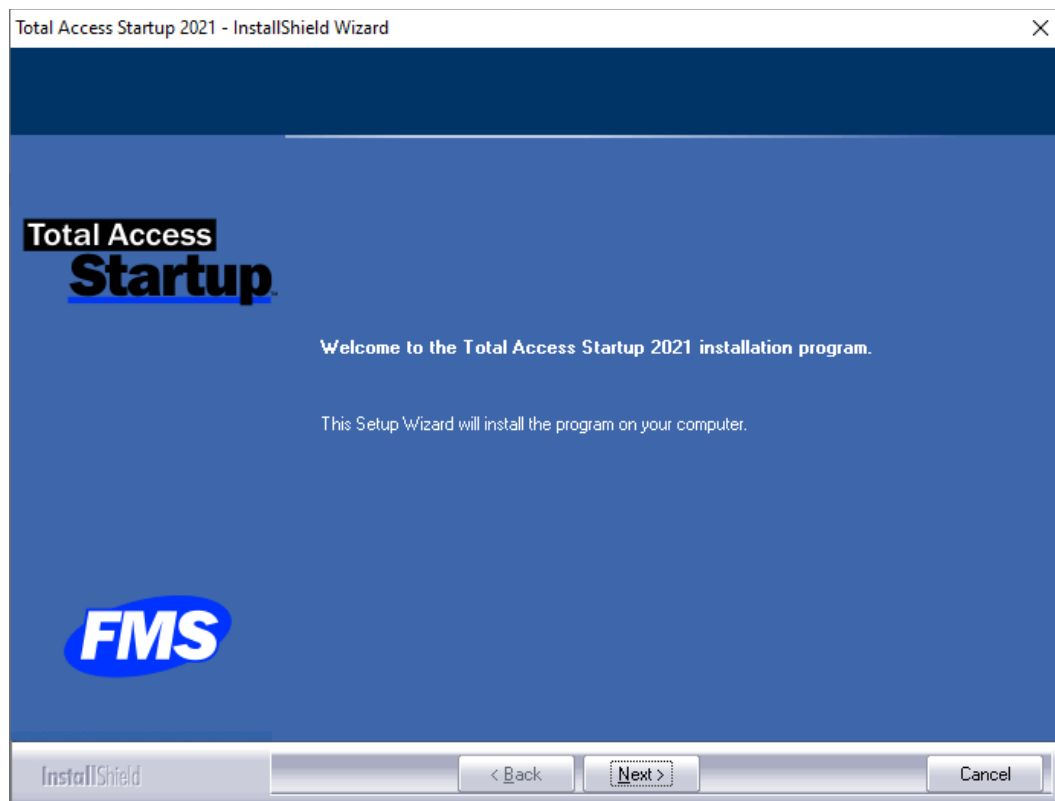 Total Access Startup 2021 - InstallShield Wizard
Total Access
Startup
Welcome to the Total Access Startup 2021 installation program.
This Setup Wizard will install the program on your computer.
FMS
InstallShield
< Back
Next >
Cancel